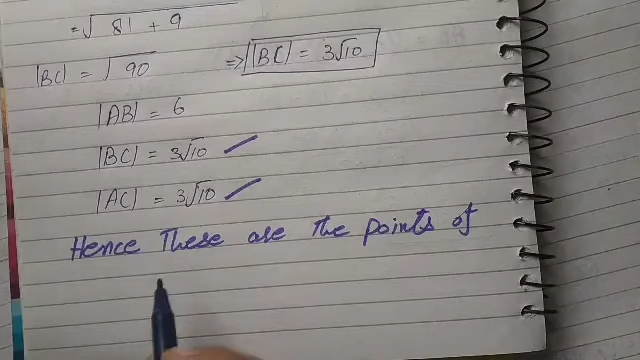 = √81 + 9
|BC| = √90 ⇒ |BC| = 3√10
|AB| = 6
|BC| = 3√10 ✓
|AC| = 3√10 ✓
Hence These are the points of